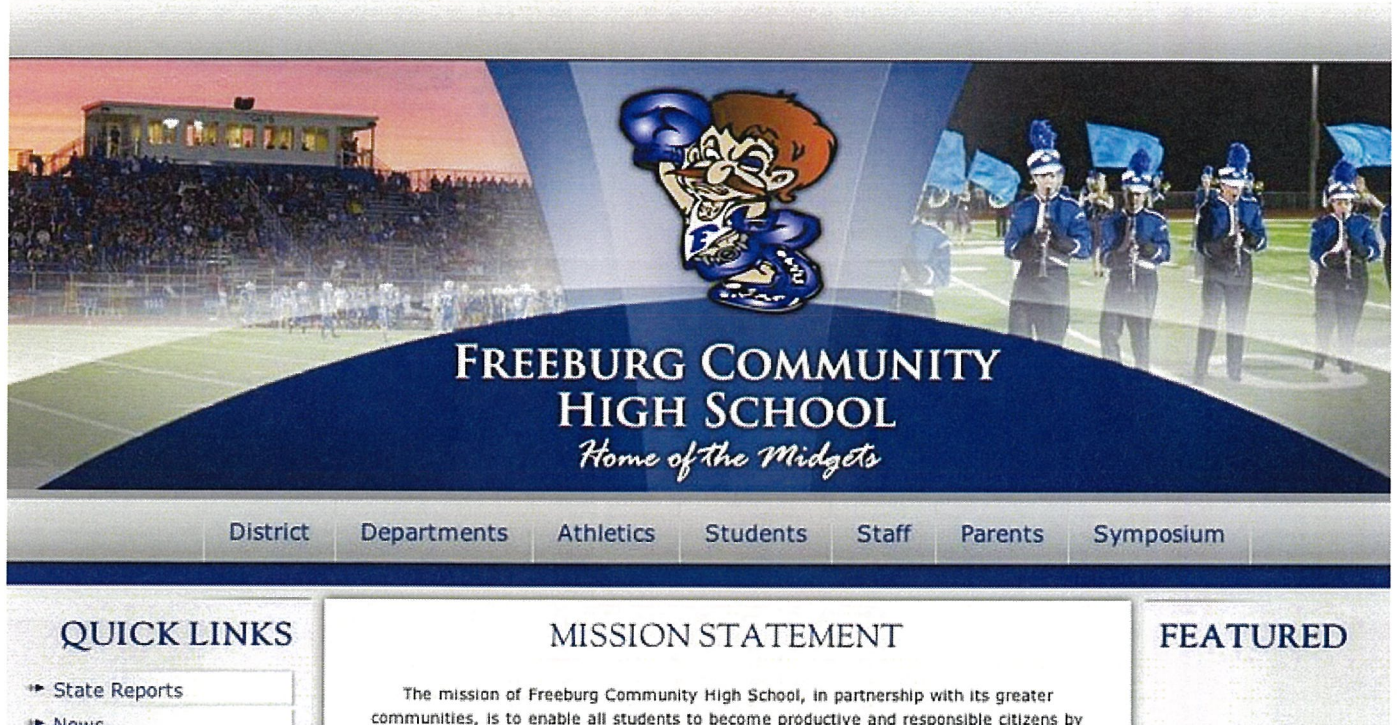 FREEBURG COMMUNITY
HIGH SCHOOL
Home of the Midgets
District Departments Athletics Students Staff Parents Symposium
QUICK LINKS
State Reports
News
MISSION STATEMENT
The mission of Freeburg Community High School, in partnership with its greater
communities, is to enable all students to become productive and responsible citizens by
FEATURED